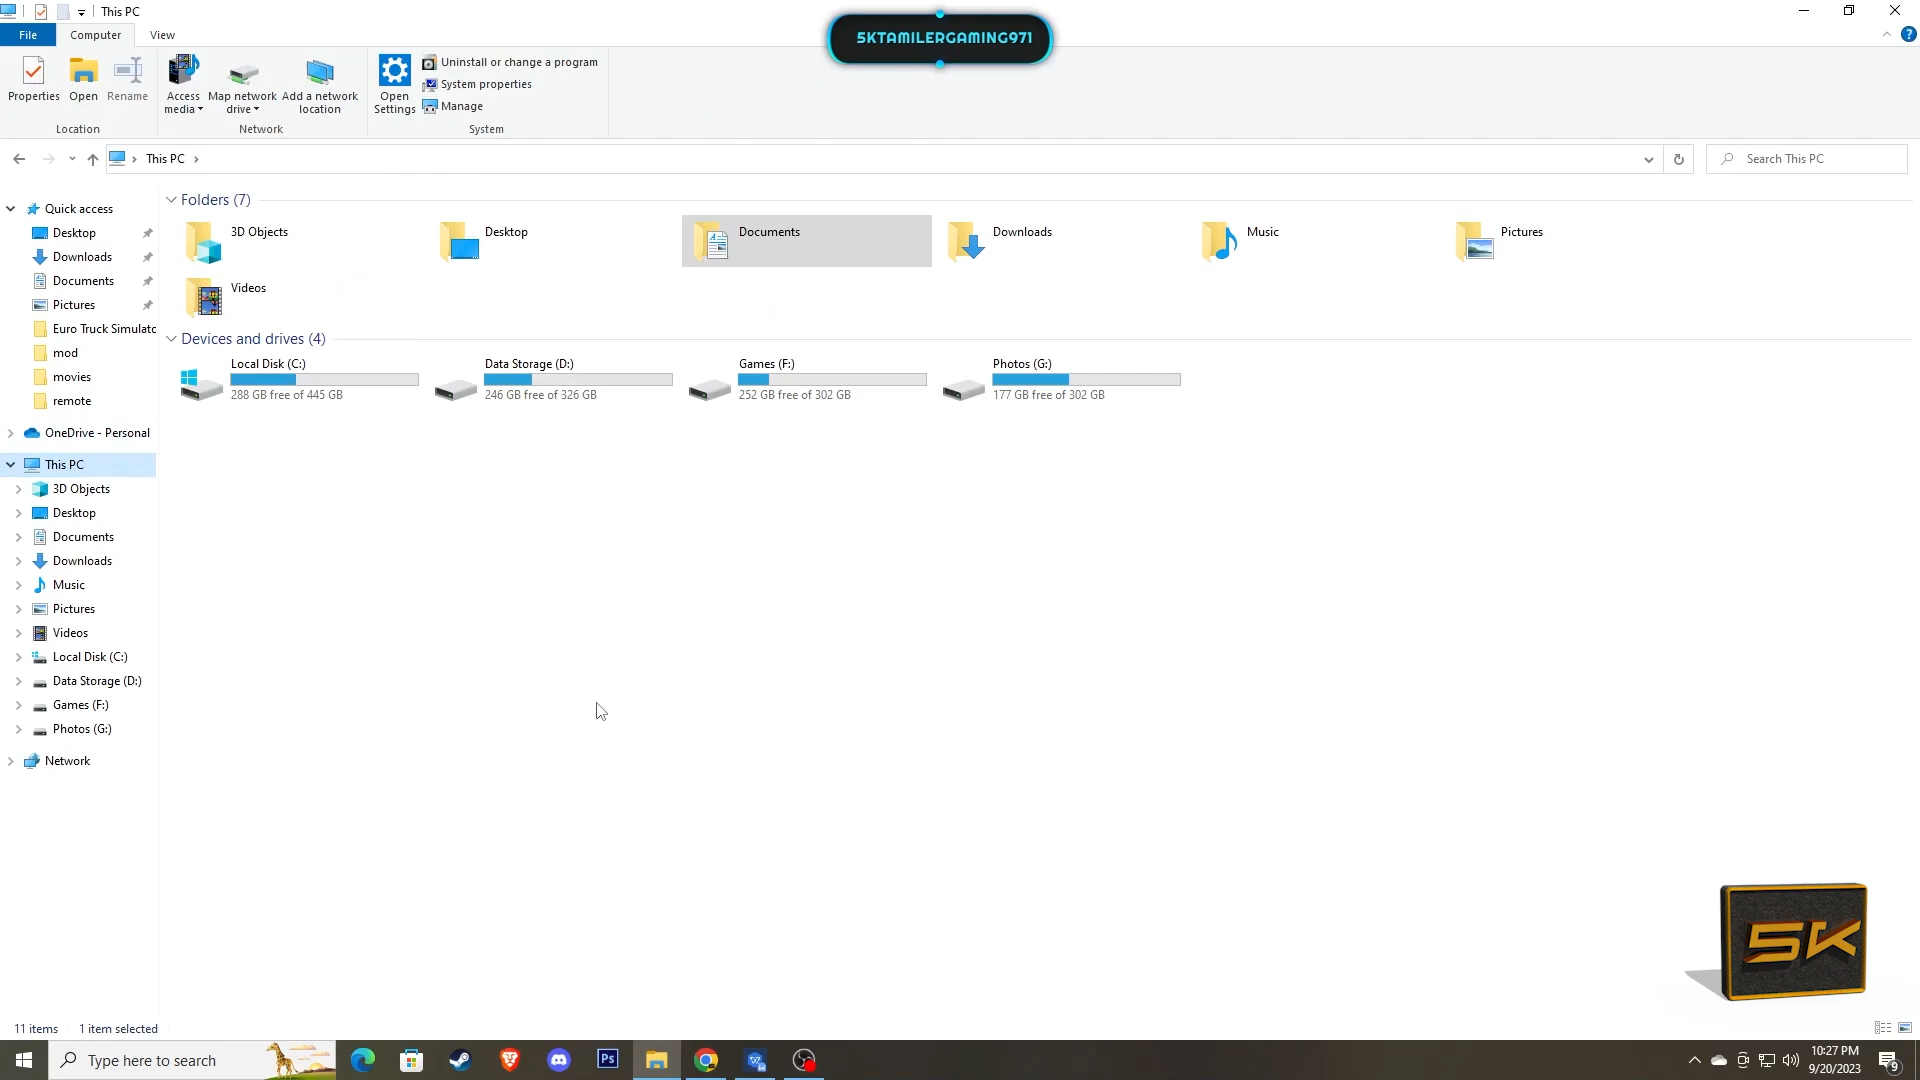 This PC
File Computer View
5KTAMILERGAMING971
Properties Open Rename
Access media
Map network drive
Add a network location
Open Settings
Uninstall or change a program
System properties
Manage
Location Network System
This PC
Search This PC
Quick access
Desktop
Downloads
Documents
Pictures
Euro Truck Simulato
mod
movies
remote
OneDrive - Personal
This PC
3D Objects
Desktop
Documents
Downloads
Music
Pictures
Videos
Local Disk (C:)
Data Storage (D:)
Games (F:)
Photos (G:)
Network
Folders (7)
3D Objects
Desktop
Documents
Downloads
Music
Pictures
Videos
Devices and drives (4)
Local Disk (C:)
288 GB free of 445 GB
Data Storage (D:)
246 GB free of 326 GB
Games (F:)
252 GB free of 302 GB
Photos (G:)
177 GB free of 302 GB
5K
11 items 1 item selected
Type here to search
Ps
10:27 PM
9/20/2023
9